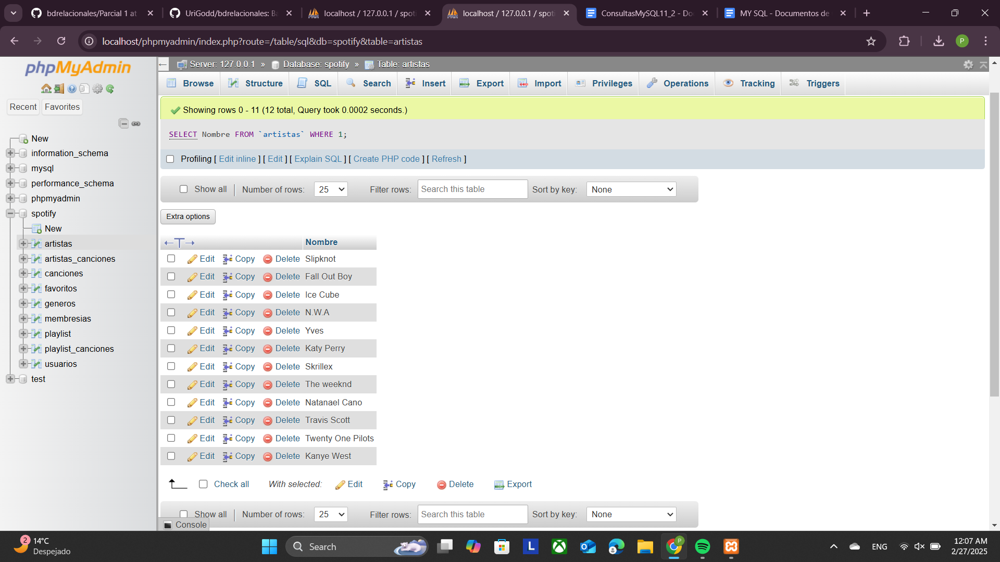 bdrelacionales/Parcial 1 at
UriGodd/bdrelacionales: Ba
localhost / 127.0.0.1 / spoti
localhost / 127.0.0.1 / spoti
ConsultasMySQL11_2 - Do
MY SQL - Documentos de
localhost/phpmyadmin/index.php?route=/table/sql&db=spotify&table=artistas
P
phpMyAdmin
Recent
Favorites
New
information_schema
mysql
performance_schema
phpmyadmin
spotify
New
artistas
artistas_canciones
canciones
favoritos
generos
membresias
playlist
playlist_canciones
usuarios
test
Server: 127.0.0.1 » Database: spotify » Table: artistas
Browse Structure SQL Search Insert Export Import Privileges Operations Tracking Triggers
Showing rows 0 - 11 (12 total, Query took 0.0002 seconds.)
SELECT Nombre FROM `artistas` WHERE 1;
Profiling [ Edit inline ] [ Edit ] [ Explain SQL ] [ Create PHP code ] [ Refresh ]
Show all Number of rows: 25 Filter rows: Search this table Sort by key: None
Extra options
←T→ Nombre
Edit Copy Delete Slipknot
Edit Copy Delete Fall Out Boy
Edit Copy Delete Ice Cube
Edit Copy Delete N.W.A
Edit Copy Delete Yves
Edit Copy Delete Katy Perry
Edit Copy Delete Skrillex
Edit Copy Delete The weeknd
Edit Copy Delete Natanael Cano
Edit Copy Delete Travis Scott
Edit Copy Delete Twenty One Pilots
Edit Copy Delete Kanye West
Check all With selected: Edit Copy Delete Export
Show all Number of rows: 25 Filter rows: Search this table Sort by key: None
Console
2
14°C
Despejado
Search
L
P
ENG
12:07 AM
2/27/2025